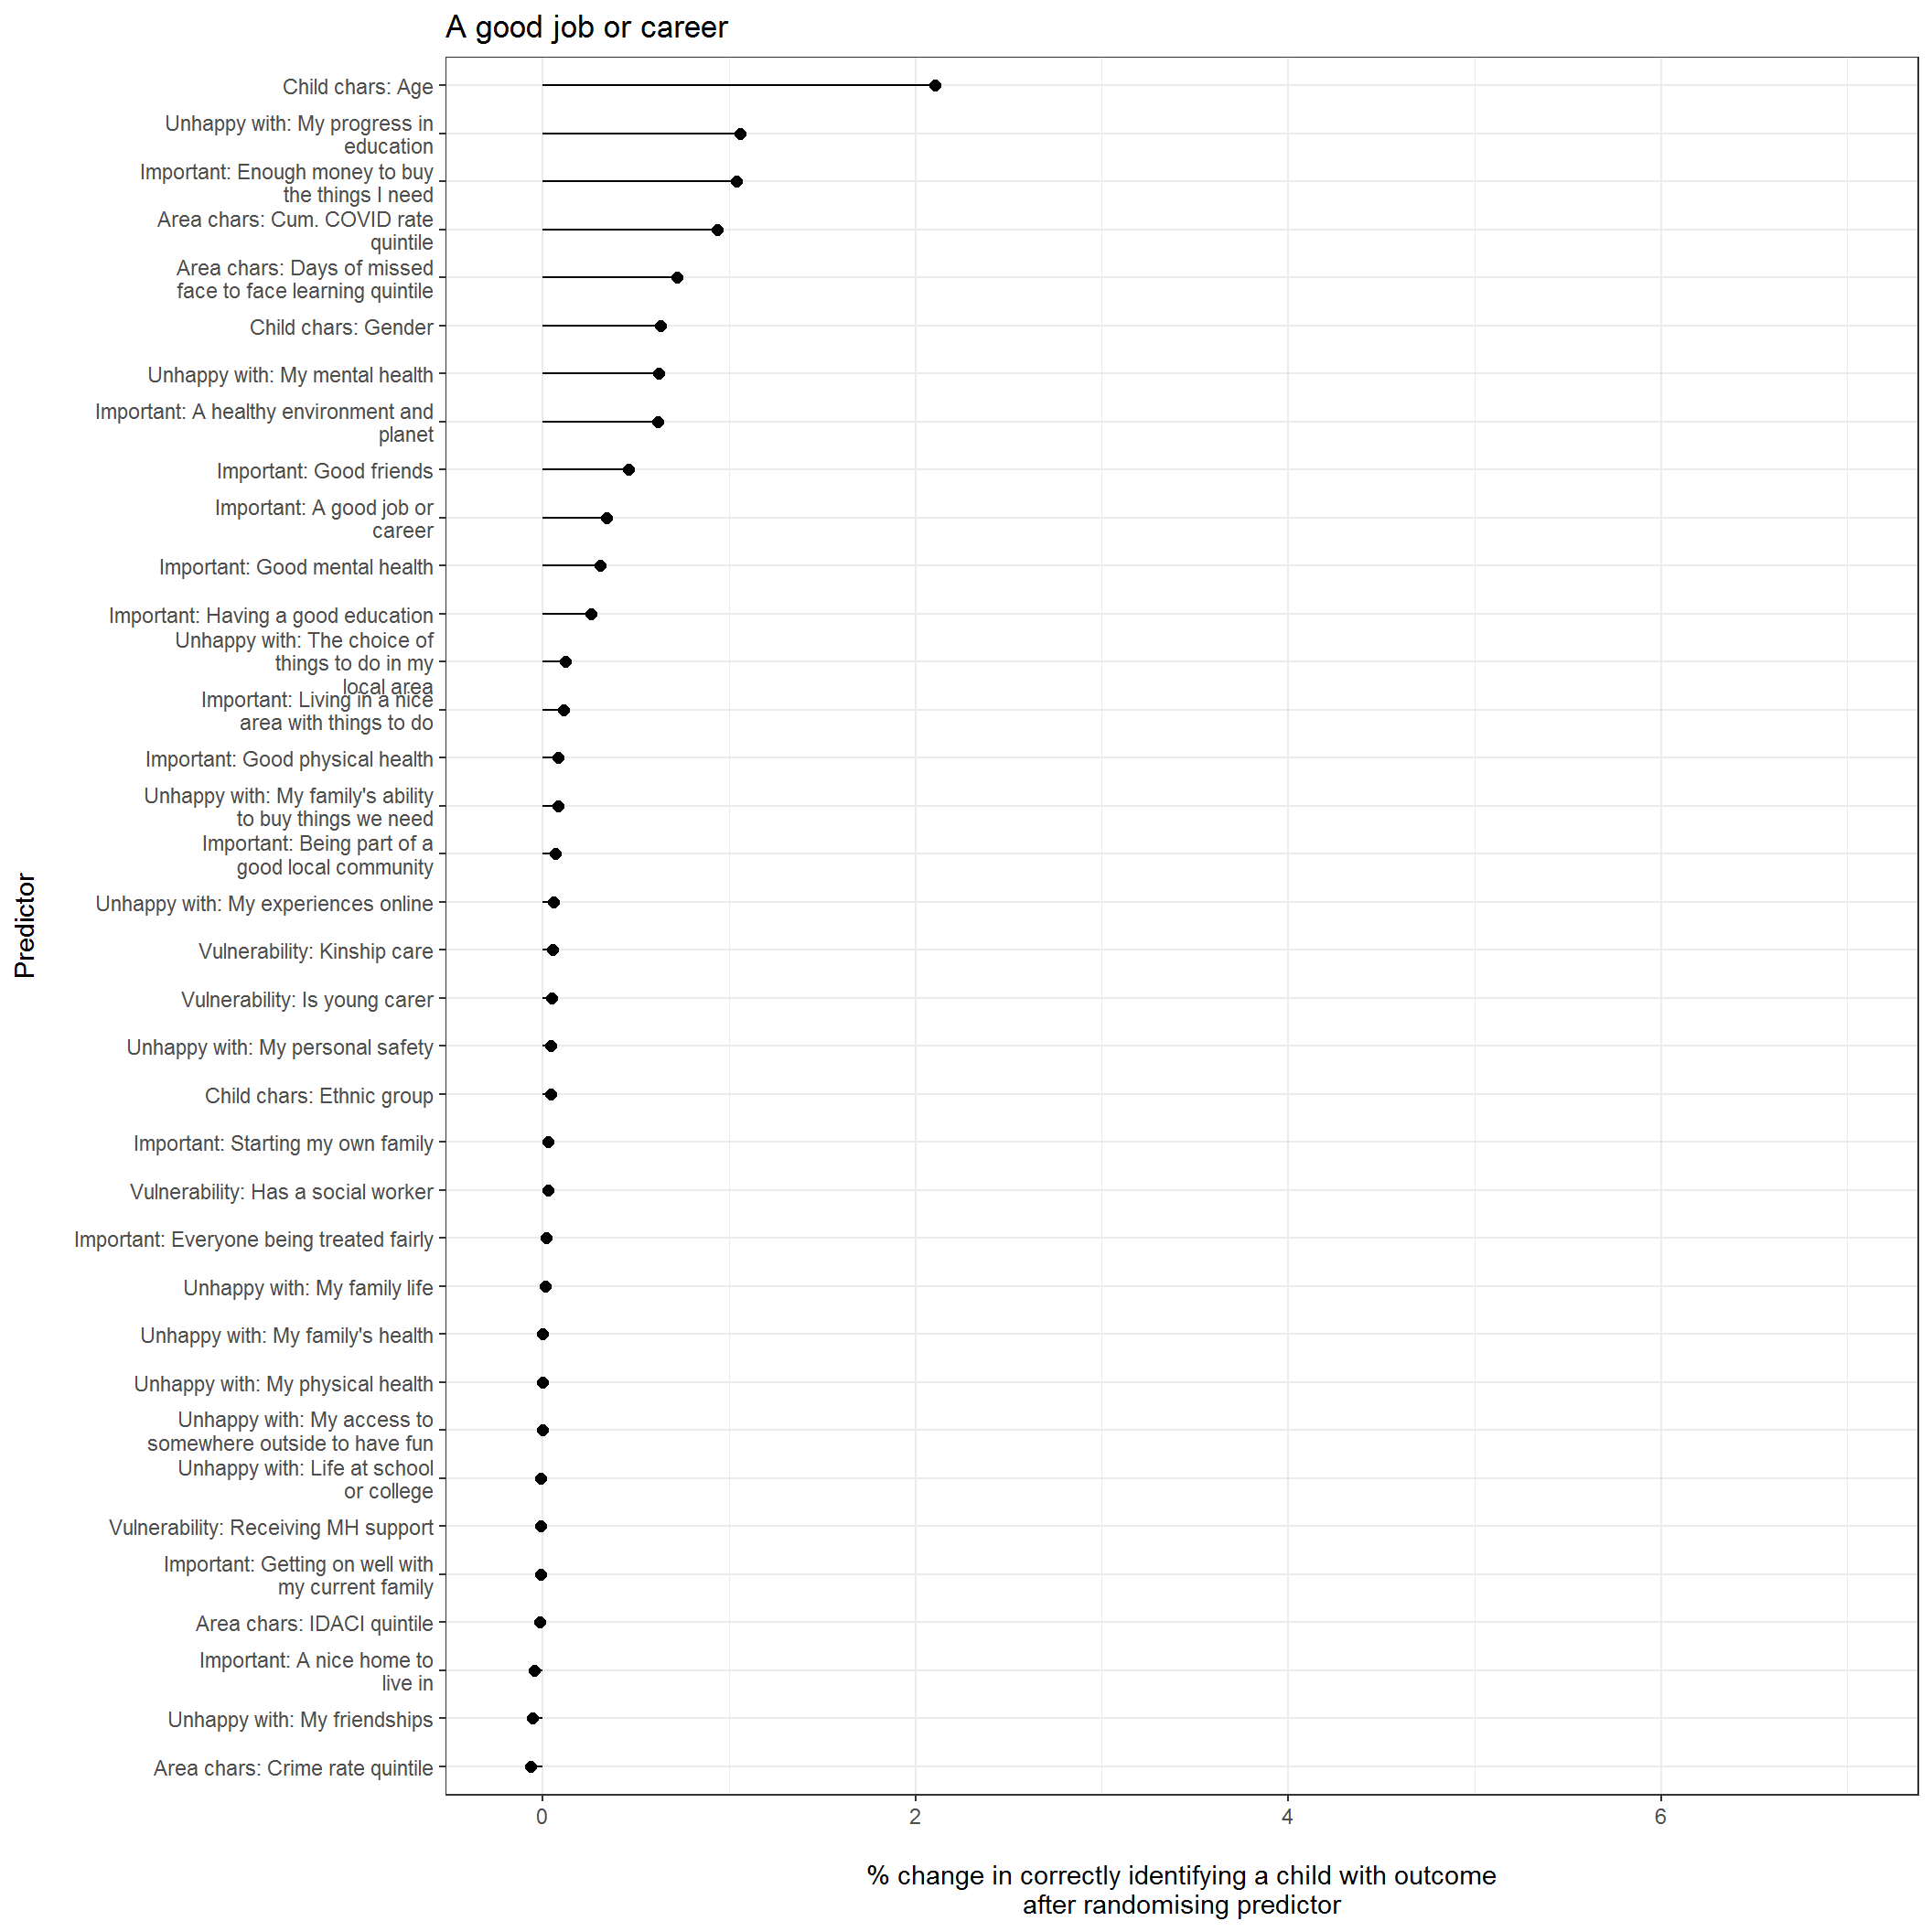 A good job or career
Child chars: Age
Unhappy with: My progress in
education
Important: Enough money to buy
the things I need
Area chars: Cum. COVID rate
quintile
Area chars: Days of missed
face to face learning quintile
Child chars: Gender
Unhappy with: My mental health
Important: A healthy environment and
planet
Important: Good friends
Important: A good job or
career
Important: Good mental health
Important: Having a good education
Unhappy with: The choice of
things to do in my
local area
Important: Living in a nice
area with things to do
Important: Good physical health
Unhappy with: My family's ability
to buy things we need
Important: Being part of a
good local community
Unhappy with: My experiences online
Vulnerability: Kinship care
Vulnerability: Is young carer
Unhappy with: My personal safety
Child chars: Ethnic group
Important: Starting my own family
Vulnerability: Has a social worker
Important: Everyone being treated fairly
Unhappy with: My family life
Unhappy with: My family's health
Unhappy with: My physical health
Unhappy with: My access to
somewhere outside to have fun
Unhappy with: Life at school
or college
Vulnerability: Receiving MH support
Important: Getting on well with
my current family
Area chars: IDACI quintile
Important: A nice home to
live in
Unhappy with: My friendships
Area chars: Crime rate quintile
Predictor
0 2 4 6
% change in correctly identifying a child with outcome
after randomising predictor